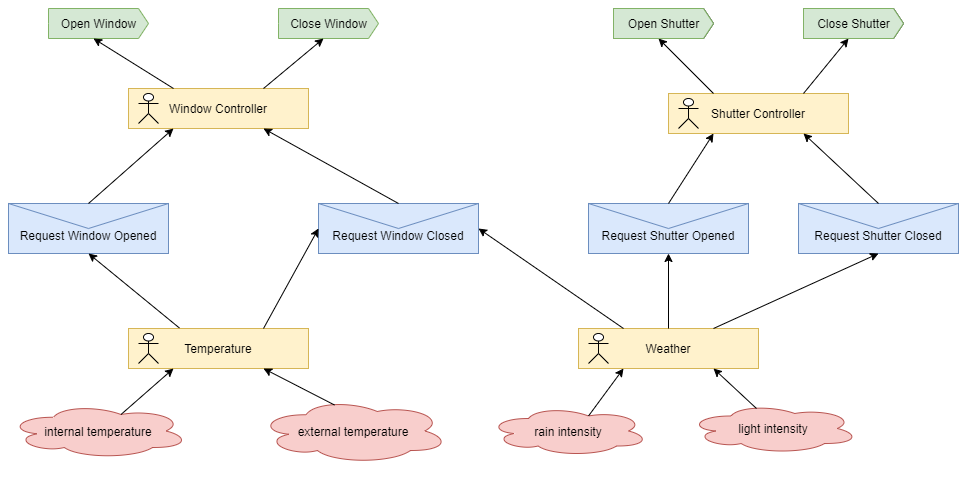 Open Window
Close Window
Open Shutter
Close Shutter
Window Controller
Shutter Controller
Request Window Opened
Request Window Closed
Request Shutter Opened
Request Shutter Closed
Temperature
Weather
internal temperature
external temperature
rain intensity
light intensity